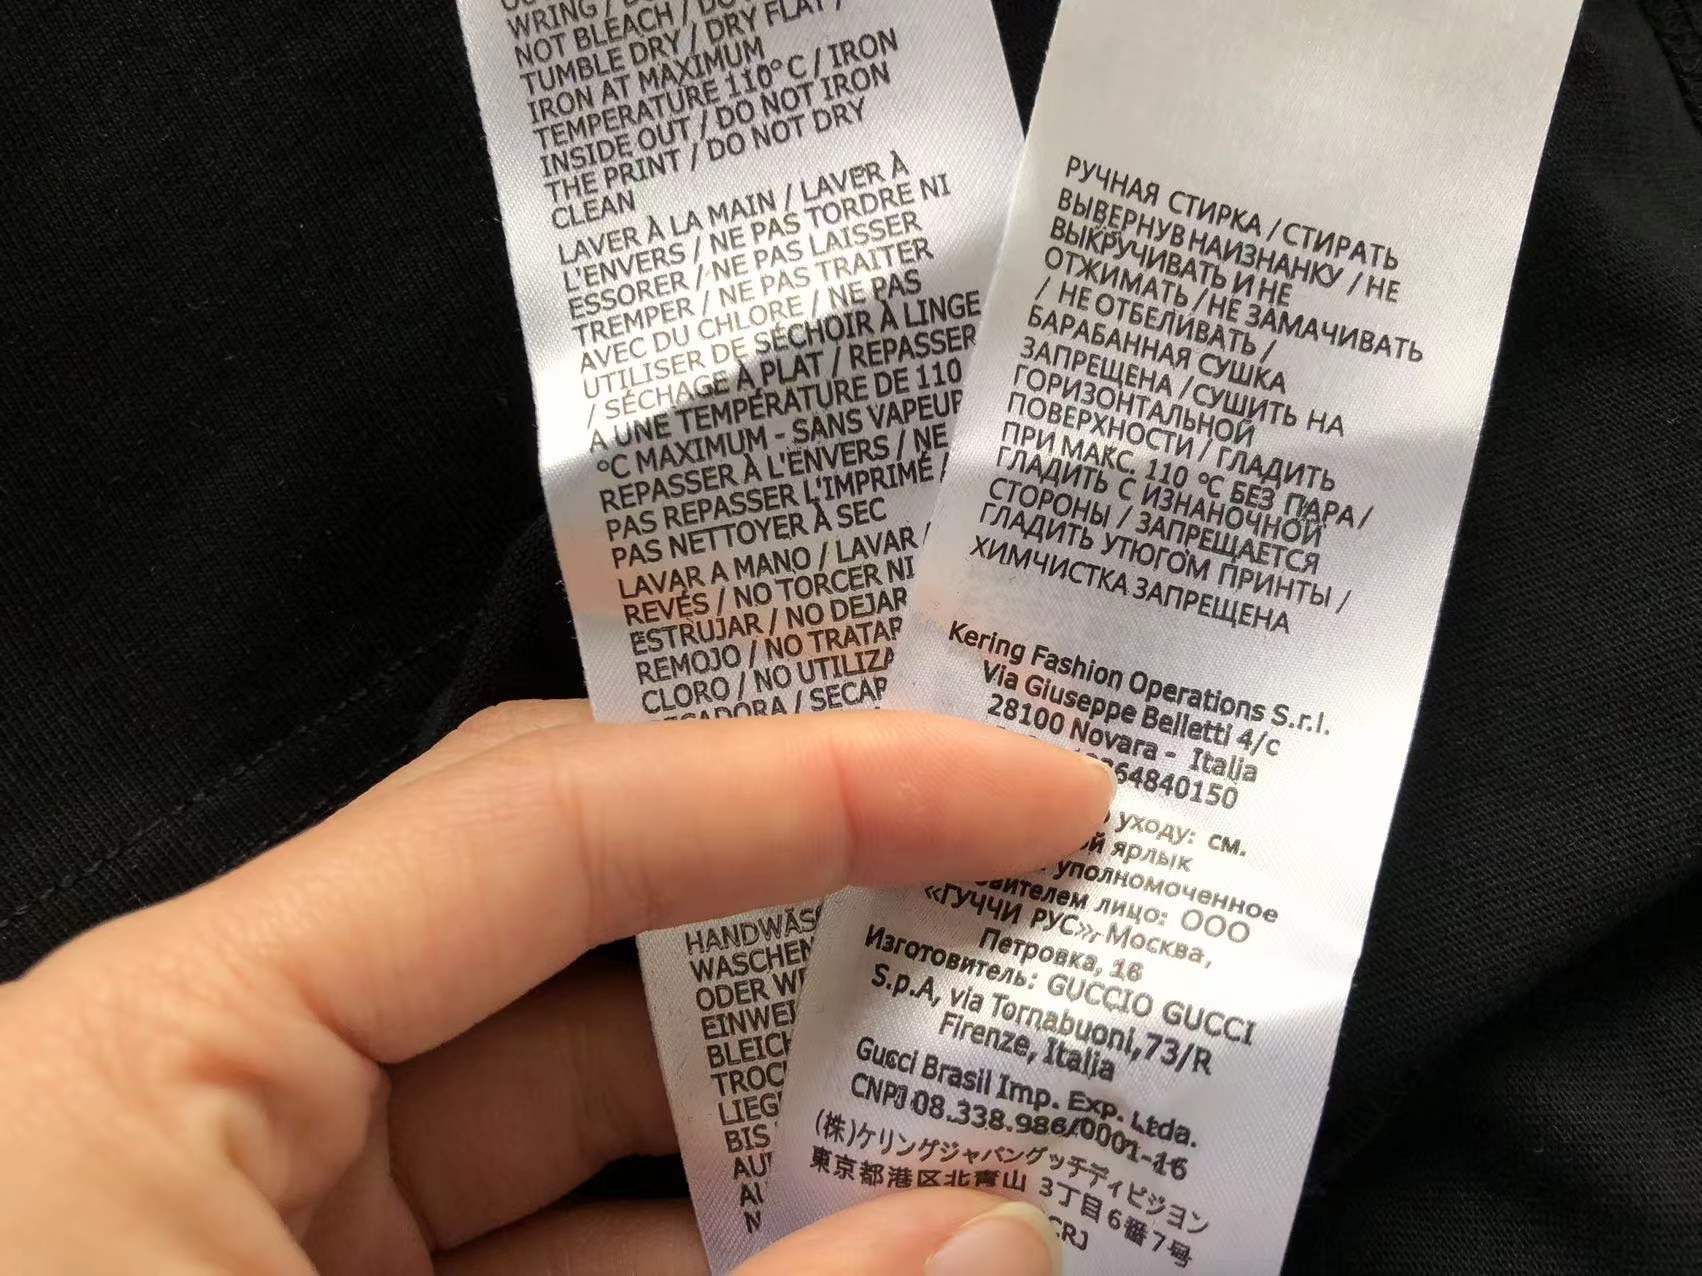 WRING /
NOT BLEACH /
TUMBLE DRY / DRY FLAT /
IRON AT MAXIMUM
TEMPERATURE 110°C / IRON
INSIDE OUT / DO NOT IRON
THE PRINT / DO NOT DRY
CLEAN
LAVER À LA MAIN / LAVER À
L'ENVERS / NE PAS TORDRE NI
ESSORER / NE PAS LAISSER
TREMPER / NE PAS TRAITER
AVEC DU CHLORE / NE PAS
UTILISER DE SÉCHOIR À LINGE
/ SÉCHAGE À PLAT / REPASSER
A UNE TEMPÉRATURE DE 110
°C MAXIMUM - SANS VAPEUR
REPASSER À L'ENVERS / NE
PAS REPASSER L'IMPRIMÉ /
PAS NETTOYER À SEC
LAVAR A MANO / LAVAR
REVÉS / NO TORCER NI
ESTRUJAR / NO DEJAR
REMOJO / NO TRATAR
CLORO / NO UTILIZA
/ SECAR
HANDWÄS
WASCHEN
ODER W
EINWEI
BLEICH
TROC
LIEG
BIS
AU
РУЧНАЯ СТИРКА / СТИРАТЬ
ВЫВЕРНУВ НАИЗНАНКУ / НЕ
ВЫКРУЧИВАТЬ И НЕ
ОТЖИМАТЬ / НЕ ЗАМАЧИВАТЬ
/ НЕ ОТБЕЛИВАТЬ /
БАРАБАННАЯ СУШКА
ЗАПРЕЩЕНА / СУШИТЬ НА
ГОРИЗОНТАЛЬНОЙ
ПОВЕРХНОСТИ / ГЛАДИТЬ
ПРИ МАКС. 110 °C БЕЗ ПАРА /
ГЛАДИТЬ С ИЗНАНОЧНОЙ
СТОРОНЫ / ЗАПРЕЩАЕТСЯ
ГЛАДИТЬ УТЮГОМ ПРИНТЫ /
ХИМЧИСТКА ЗАПРЕЩЕНА
Kering Fashion Operations S.r.l.
Via Giuseppe Belletti 4/c
28100 Novara - Italia
64840150
уходу: см.
ярлык
уполномоченное
вителем лицо: ООО
«ГУЧЧИ РУС», Москва,
Петровка, 16
Изготовитель: GUCCIO GUCCI
S.p.A, via Tornabuoni,73/R
Firenze, Italia
Gucci Brasil Imp. Exp. Ltda.
CNPJ 08.338.986/0001-16
(株)ケリングジャパングッチディビジョン
東京都港区北青山 3丁目6番7号
CRJ